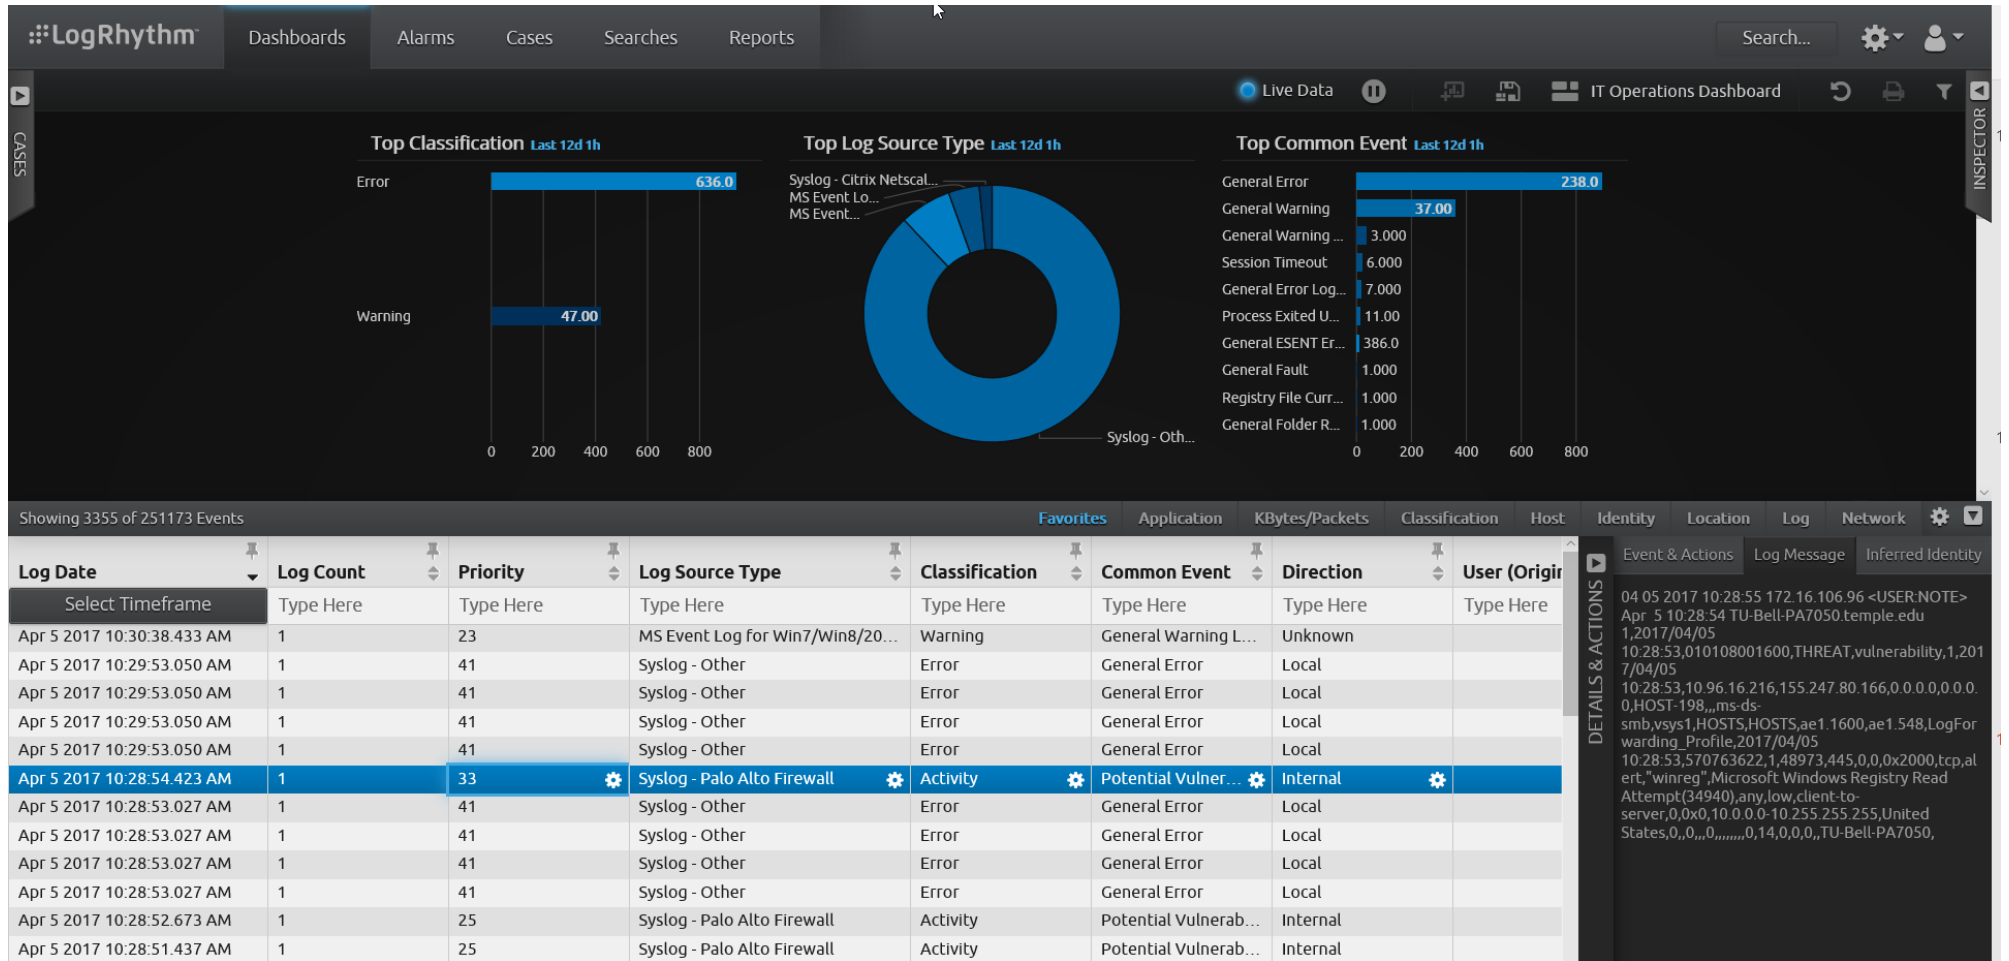 LogRhythm
Dashboards Alarms Cases Searches Reports Search...
Live Data IT Operations Dashboard
CASES
INSPECTOR
Top Classification Last 12d 1h
Error 636.0
Warning 47.00
0 200 400 600 800
Top Log Source Type Last 12d 1h
Syslog - Citrix Netscal...
MS Event Lo...
MS Event...
Syslog - Oth...
Top Common Event Last 12d 1h
General Error 238.0
General Warning 37.00
General Warning ... 3.000
Session Timeout 6.000
General Error Log... 7.000
Process Exited U... 11.00
General ESENT Er... 386.0
General Fault 1.000
Registry File Curr... 1.000
General Folder R... 1.000
0 200 400 600 800
Showing 3355 of 251173 Events Favorites Application KBytes/Packets Classification Host Identity Location Log Network
Log Date Log Count Priority Log Source Type Classification Common Event Direction User (Origin
Select Timeframe Type Here Type Here Type Here Type Here Type Here Type Here Type Here
Apr 5 2017 10:30:38.433 AM 1 23 MS Event Log for Win7/Win8/20... Warning General Warning L... Unknown
Apr 5 2017 10:29:53.050 AM 1 41 Syslog - Other Error General Error Local
Apr 5 2017 10:29:53.050 AM 1 41 Syslog - Other Error General Error Local
Apr 5 2017 10:29:53.050 AM 1 41 Syslog - Other Error General Error Local
Apr 5 2017 10:29:53.050 AM 1 41 Syslog - Other Error General Error Local
Apr 5 2017 10:28:54.423 AM 1 33 Syslog - Palo Alto Firewall Activity Potential Vulner... Internal
Apr 5 2017 10:28:53.027 AM 1 41 Syslog - Other Error General Error Local
Apr 5 2017 10:28:53.027 AM 1 41 Syslog - Other Error General Error Local
Apr 5 2017 10:28:53.027 AM 1 41 Syslog - Other Error General Error Local
Apr 5 2017 10:28:53.027 AM 1 41 Syslog - Other Error General Error Local
Apr 5 2017 10:28:52.673 AM 1 25 Syslog - Palo Alto Firewall Activity Potential Vulnerab... Internal
Apr 5 2017 10:28:51.437 AM 1 25 Syslog - Palo Alto Firewall Activity Potential Vulnerab... Internal
DETAILS & ACTIONS
Event & Actions Log Message Inferred Identity
04 05 2017 10:28:55 172.16.106.96 <USER:NOTE>
Apr 5 10:28:54 TU-Bell-PA7050.temple.edu
1,2017/04/05
10:28:53,010108001600,THREAT,vulnerability,1,201
7/04/05
10:28:53,10.96.16.216,155.247.80.166,0.0.0.0,0.0.0.
0,HOST-198,,,ms-ds-
smb,vsys1,HOSTS,HOSTS,ae1.1600,ae1.548,LogFor
warding_Profile,2017/04/05
10:28:53,570763622,1,48973,445,0,0,0x2000,tcp,al
ert,"winreg",Microsoft Windows Registry Read
Attempt(34940),any,low,client-to-
server,0,0x0,10.0.0.0-10.255.255.255,United
States,0,,0,,,0,,,,,,,,0,14,0,0,0,,TU-Bell-PA7050,